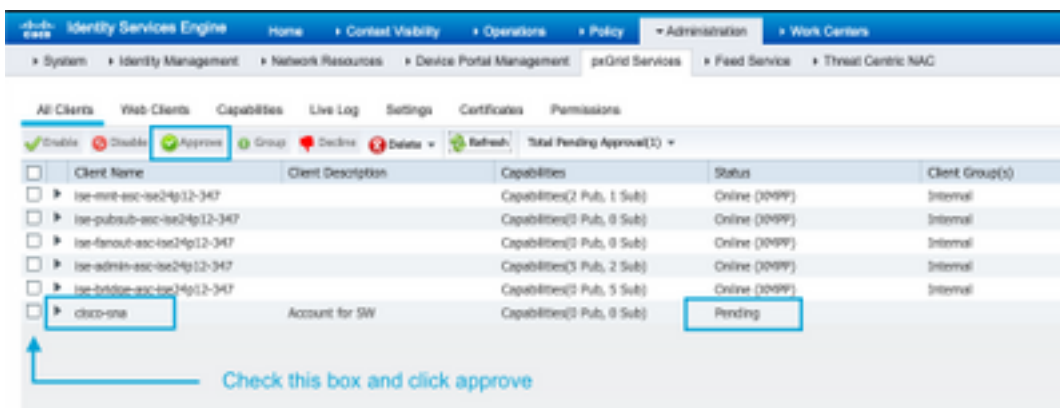 cisco Identity Services Engine Home Context Visibility Operations Policy Administration Work Centers
System Identity Management Network Resources Device Portal Management pxGrid Services Feed Service Threat Centric NAC
All Clients Web Clients Capabilities Live Log Settings Certificates Permissions
Enable Disable Approve Group Decline Delete Refresh Total Pending Approval(1)
Client Name Client Description Capabilities Status Client Group(s)
ise-mnt-asc-ise24p12-347 Capabilities(2 Pub, 1 Sub) Online (XMPP) Internal
ise-pubsub-asc-ise24p12-347 Capabilities(0 Pub, 0 Sub) Online (XMPP) Internal
ise-fanout-asc-ise24p12-347 Capabilities(0 Pub, 0 Sub) Online (XMPP) Internal
ise-admin-asc-ise24p12-347 Capabilities(5 Pub, 2 Sub) Online (XMPP) Internal
ise-bridge-asc-ise24p12-347 Capabilities(0 Pub, 5 Sub) Online (XMPP) Internal
cisco-sna Account for SW Capabilities(0 Pub, 0 Sub) Pending
Check this box and click approve